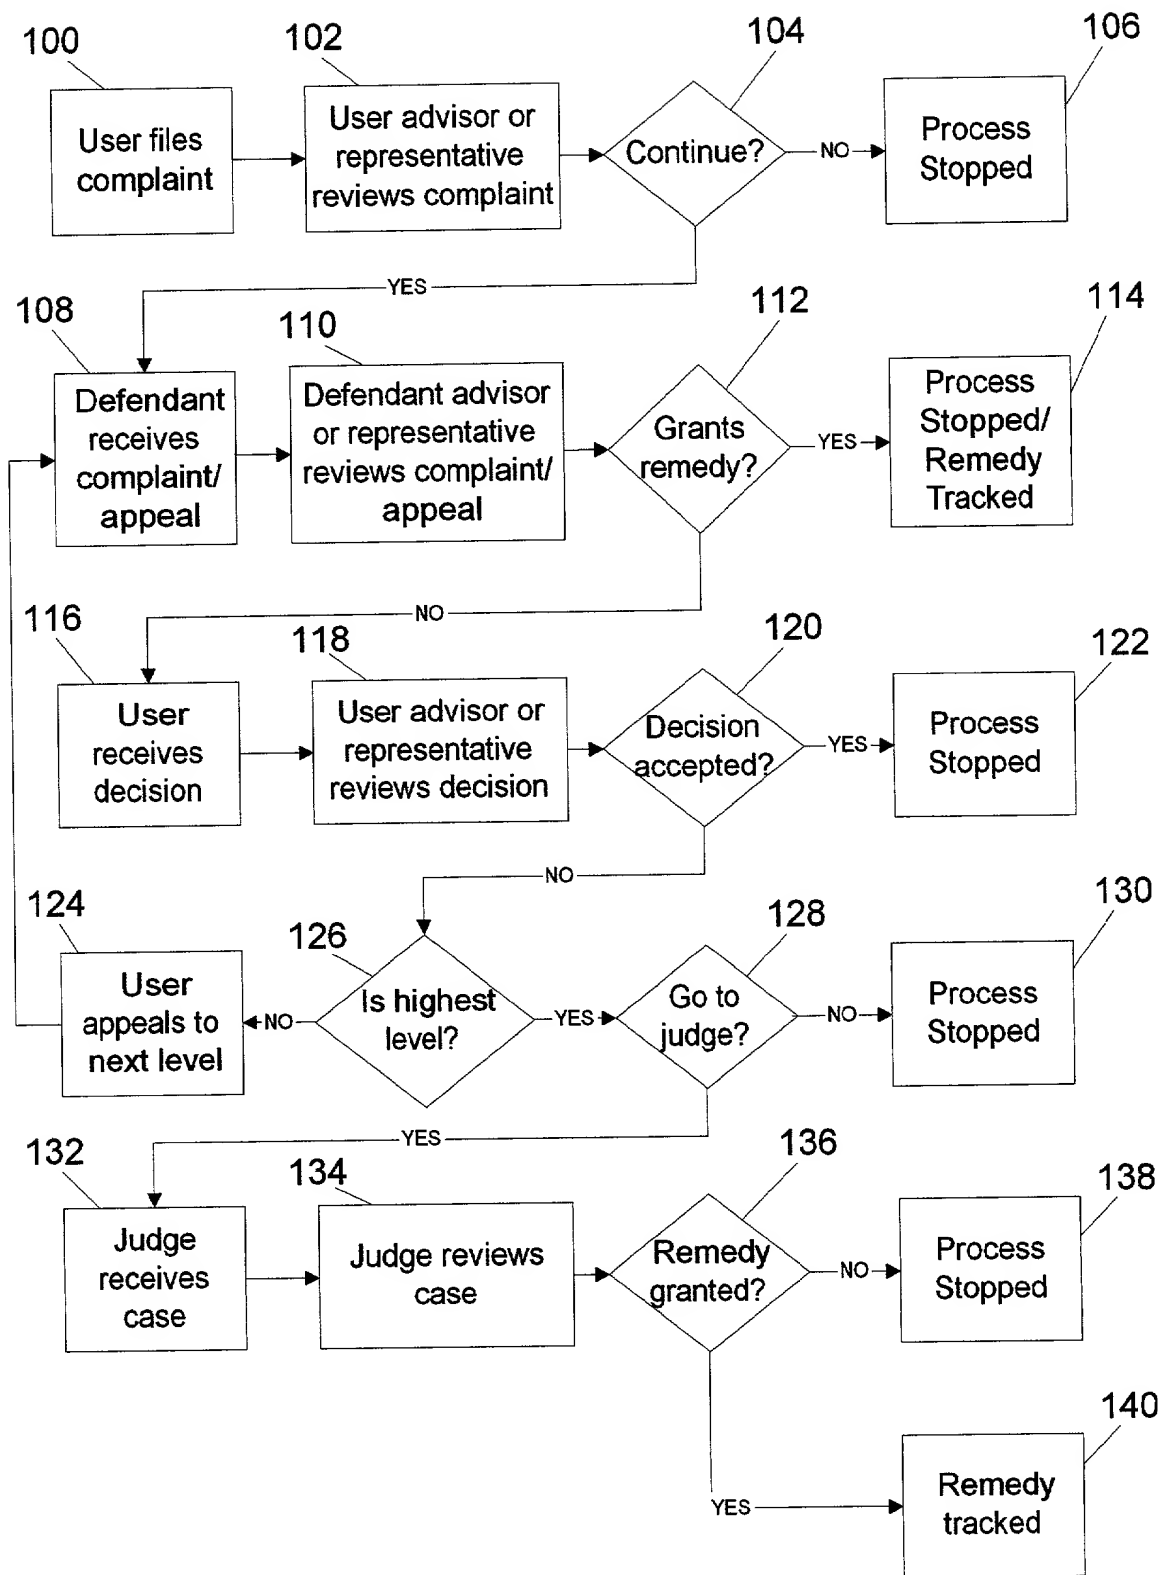 100
102
104
106
User files
complaint
User advisor or
representative
reviews complaint
Continue?
NO
Process
Stopped
YES
108
110
112
114
Defendant
receives
complaint/
appeal
Defendant advisor
or representative
reviews complaint/
appeal
Grants
remedy?
YES
Process
Stopped/
Remedy
Tracked
NO
116
118
120
122
User
receives
decision
User advisor or
representative
reviews decision
Decision
accepted?
YES
Process
Stopped
NO
124
126
128
130
User
appeals to
next level
NO
Is highest
level?
YES
Go to
judge?
NO
Process
Stopped
YES
132
134
136
138
Judge
receives
case
Judge reviews
case
Remedy
granted?
NO
Process
Stopped
YES
140
Remedy
tracked